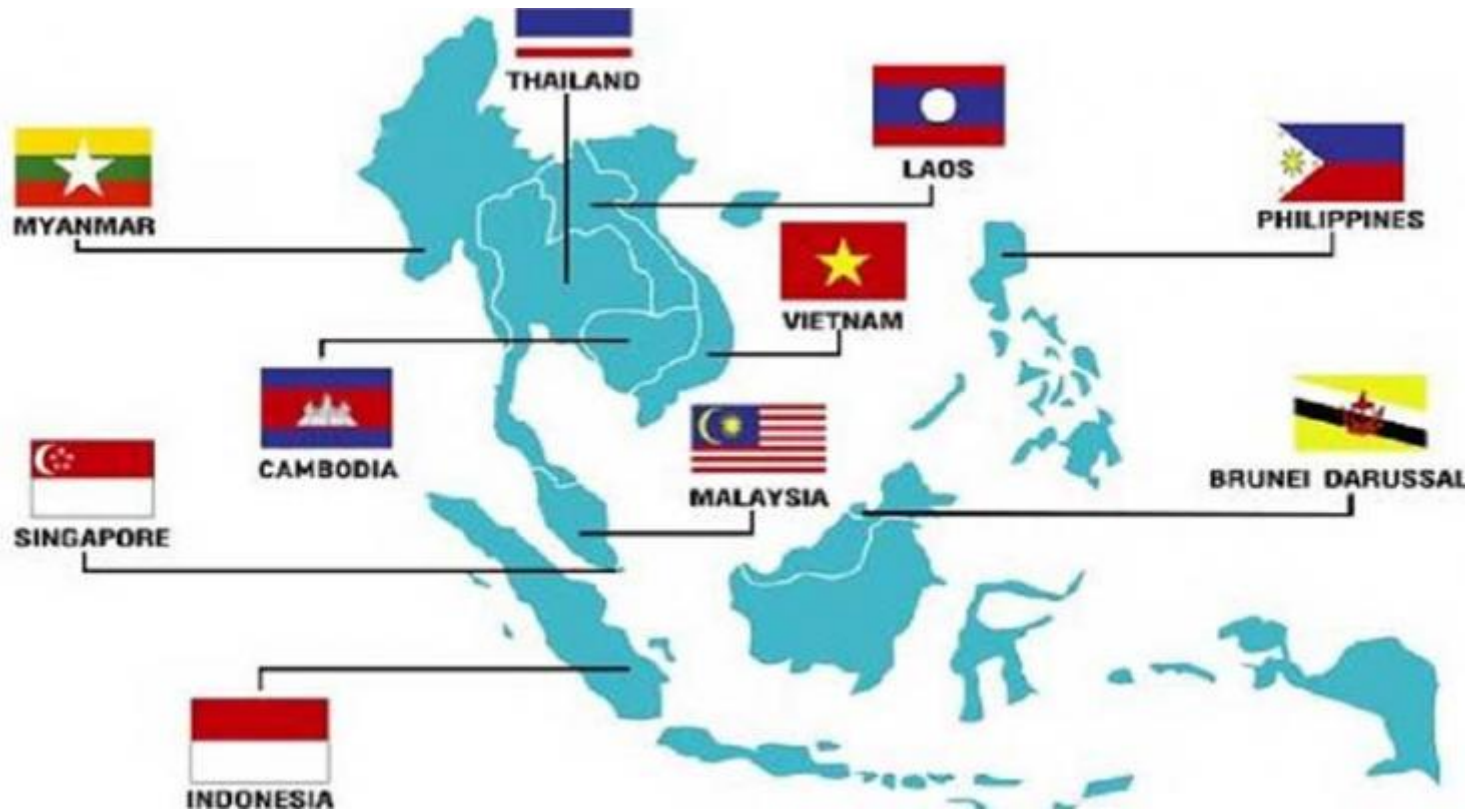 THAILAND
LAOS
MYANMAR
PHILIPPINES
VIETNAM
CAMBODIA
MALAYSIA
BRUNEI DARUSSAL
SINGAPORE
INDONESIA